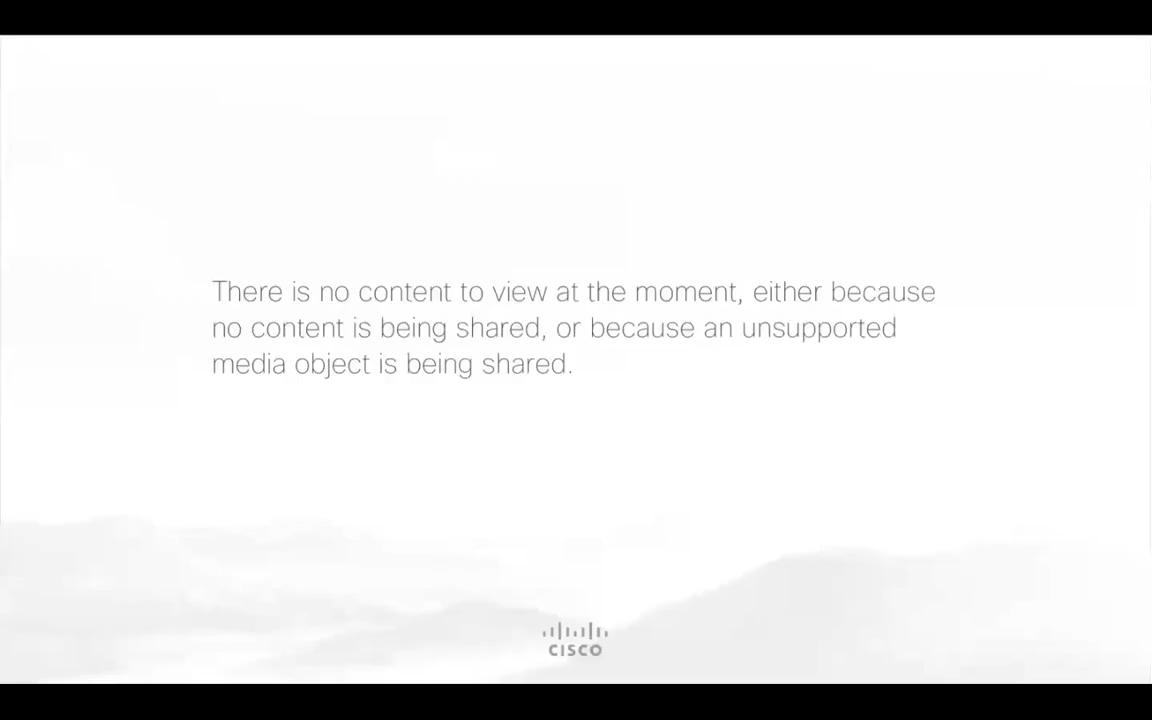 There is no content to view at the moment, either because
no content is being shared, or because an unsupported
media object is being shared.
CISCO